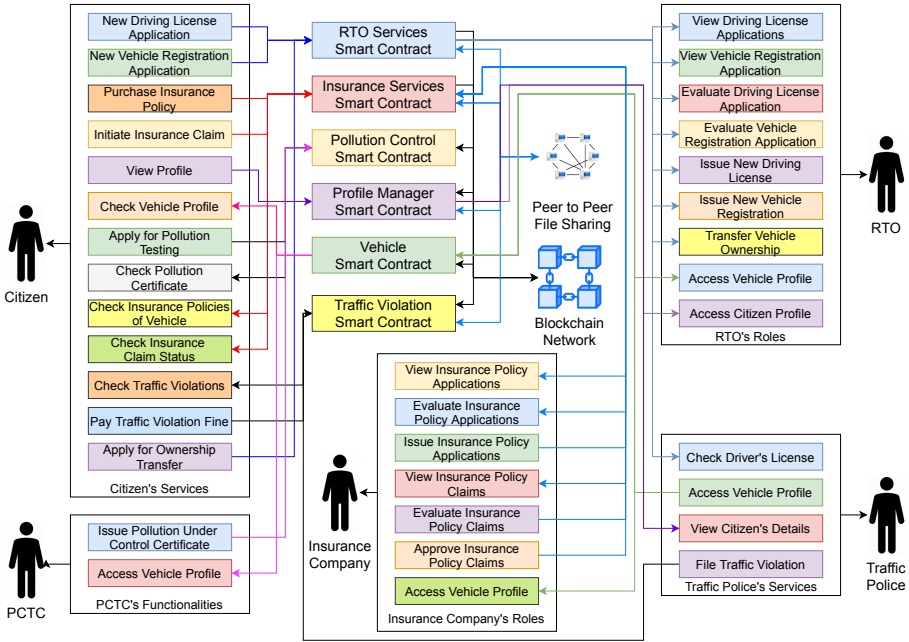 New Driving License
Application
New Vehicle Registration
Application
Purchase Insurance
Policy
Initiate Insurance Claim
View Profile
Check Vehicle Profile
Apply for Pollution
Testing
Check Pollution
Certificate
Check Insurance Policies
of Vehicle
Check Insurance
Claim Status
Check Traffic Violations
Pay Traffic Violation Fine
Apply for Ownership
Transfer
Citizen's Services
Citizen
Issue Pollution Under
Control Certificate
Access Vehicle Profile
PCTC's Functionalities
PCTC
RTO Services
Smart Contract
Insurance Services
Smart Contract
Pollution Control
Smart Contract
Profile Manager
Smart Contract
Vehicle
Smart Contract
Traffic Violation
Smart Contract
Peer to Peer
File Sharing
Blockchain
Network
View Insurance Policy
Applications
Evaluate Insurance
Policy Applications
Issue Insurance Policy
Applications
View Insurance Policy
Claims
Evaluate Insurance
Policy Claims
Approve Insurance
Policy Claims
Access Vehicle Profile
Insurance Company's Roles
Insurance
Company
View Driving License
Applications
View Vehicle Registration
Application
Evaluate Driving License
Application
Evaluate Vehicle
Registration Application
Issue New Driving
License
Issue New Vehicle
Registration
Transfer Vehicle
Ownership
Access Vehicle Profile
Access Citizen Profile
RTO's Roles
RTO
Check Driver's License
Access Vehicle Profile
View Citizen's Details
File Traffic Violation
Traffic Police's Services
Traffic
Police